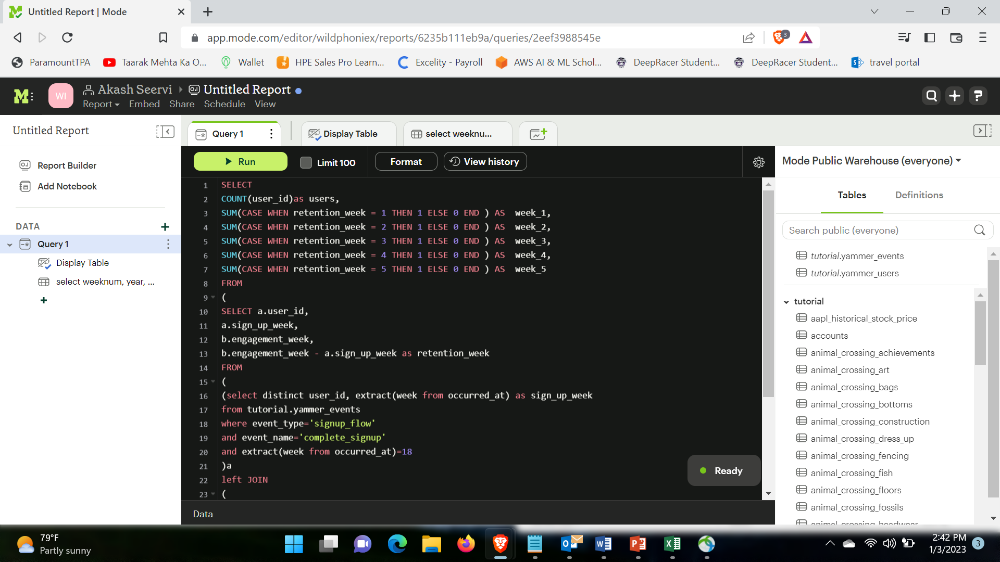 Untitled Report | Mode
app.mode.com/editor/wildphoniex/reports/6235b111eb9a/queries/2eef3988545e
3
ParamountTPA
Taarak Mehta Ka O...
Wallet
HPE Sales Pro Learn...
Excelity - Payroll
AWS AI & ML Schol...
DeepRacer Student...
DeepRacer Student...
travel portal
WI
Akash Seervi
Untitled Report
Report
Embed
Share
Schedule
View
Untitled Report
Report Builder
Add Notebook
DATA
Query 1
Display Table
select weeknum, year, ...
Query 1
Display Table
select weeknu...
Run
Limit 100
Format
View history
1 SELECT
2 COUNT(user_id)as users,
3 SUM(CASE WHEN retention_week = 1 THEN 1 ELSE 0 END ) AS  week_1,
4 SUM(CASE WHEN retention_week = 2 THEN 1 ELSE 0 END ) AS  week_2,
5 SUM(CASE WHEN retention_week = 3 THEN 1 ELSE 0 END ) AS  week_3,
6 SUM(CASE WHEN retention_week = 4 THEN 1 ELSE 0 END ) AS  week_4,
7 SUM(CASE WHEN retention_week = 5 THEN 1 ELSE 0 END ) AS  week_5
8 FROM
9 (
10 SELECT a.user_id,
11 a.sign_up_week,
12 b.engagement_week,
13 b.engagement_week - a.sign_up_week as retention_week
14 FROM
15 (
16 (select distinct user_id, extract(week from occurred_at) as sign_up_week
17 from tutorial.yammer_events
18 where event_type='signup_flow'
19 and event_name='complete_signup'
20 and extract(week from occurred_at)=18
21 )a
22 left JOIN
23 (
Ready
Data
Mode Public Warehouse (everyone)
Tables
Definitions
Search public (everyone)
tutorial.yammer_events
tutorial.yammer_users
tutorial
aapl_historical_stock_price
accounts
animal_crossing_achievements
animal_crossing_art
animal_crossing_bags
animal_crossing_bottoms
animal_crossing_construction
animal_crossing_dress_up
animal_crossing_fencing
animal_crossing_fish
animal_crossing_floors
animal_crossing_fossils
animal_crossing_headwear
79°F
Partly sunny
2:42 PM
1/3/2023
3